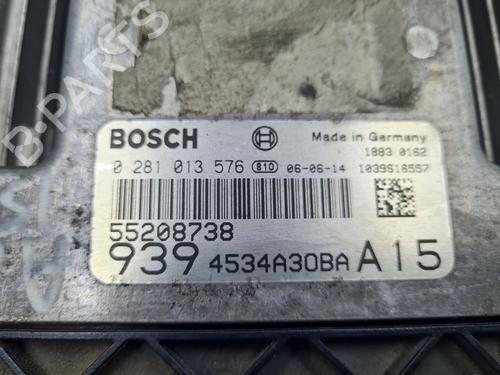 B-PARTS
BOSCH
Made in Germany
1883 0162
0 281 013 576 810 06-06-14 1039S16557
55208738
939 4534A30BA A15